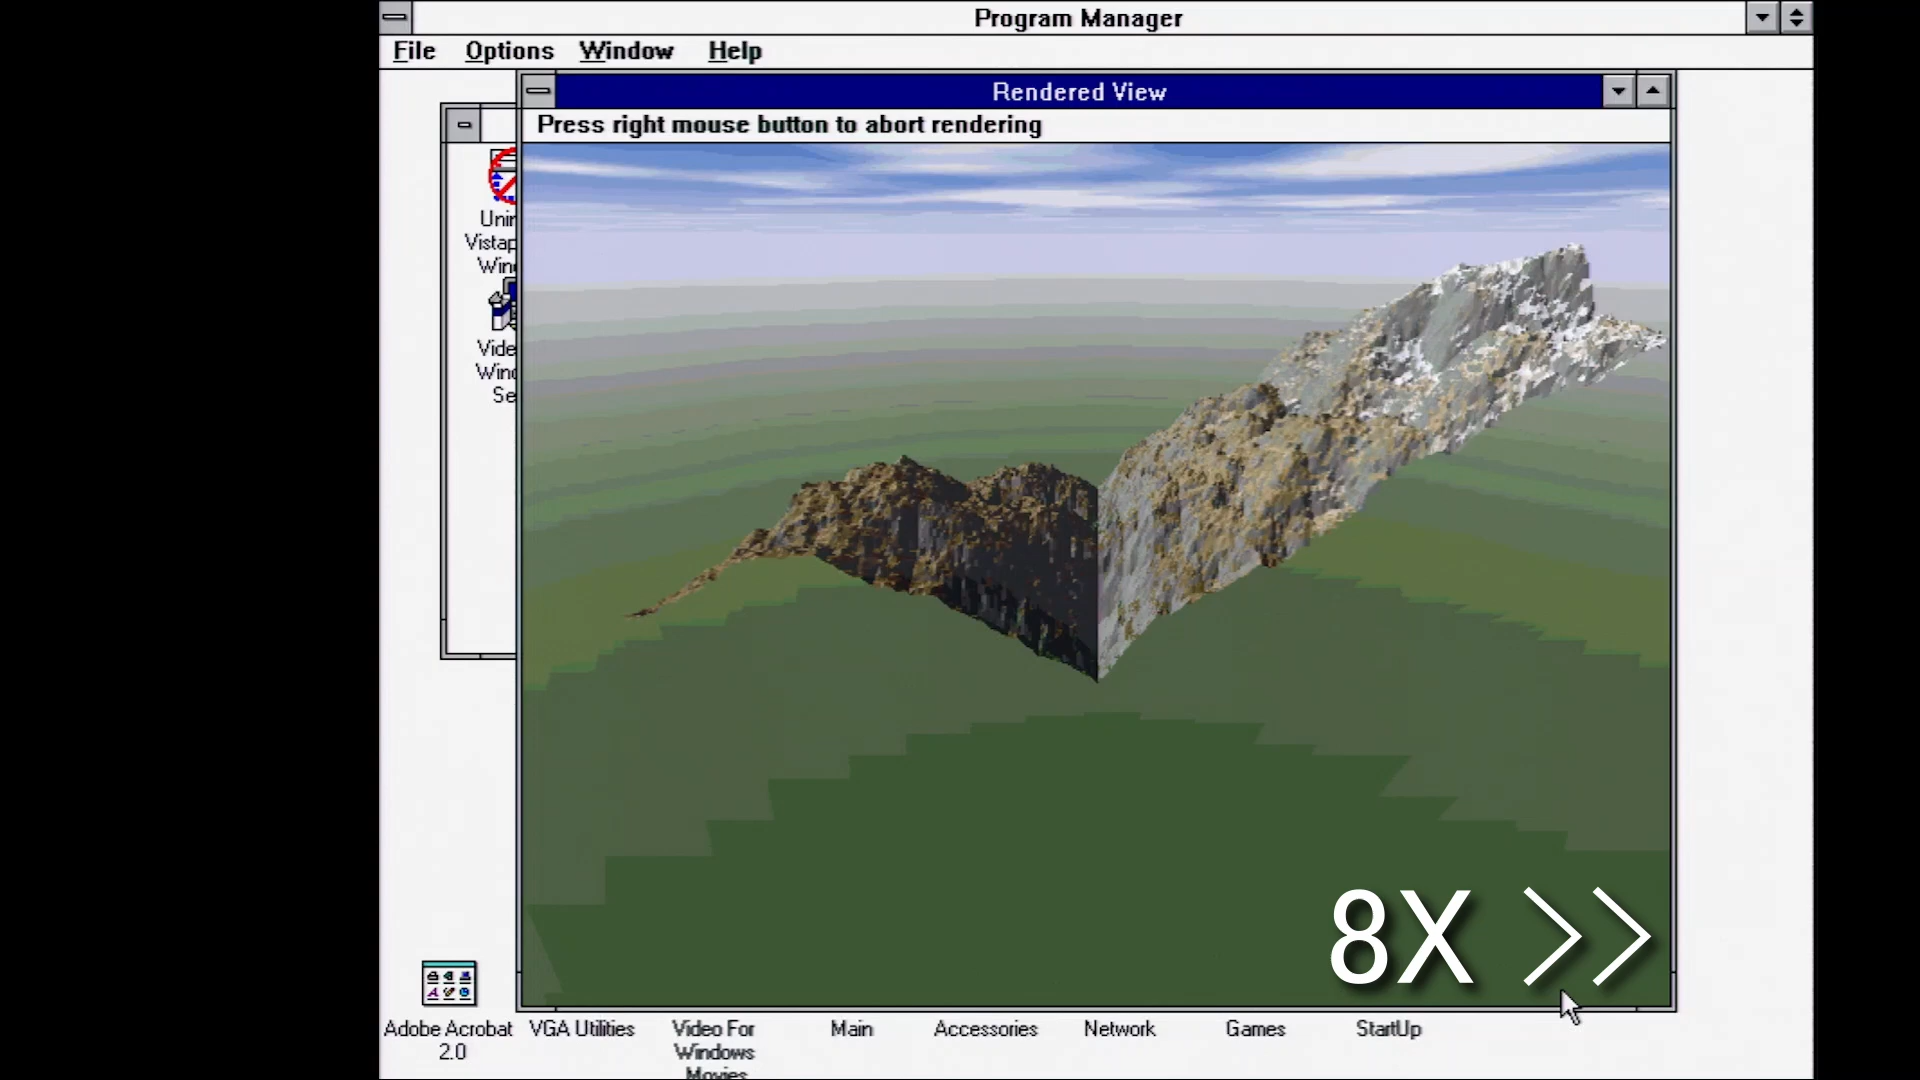 Program Manager
File Options Window Help
Rendered View
Press right mouse button to abort rendering
8X >>
Adobe Acrobat
2.0
VGA Utilities
Video For
Windows
Movies
Main
Accessories
Network
Games
StartUp